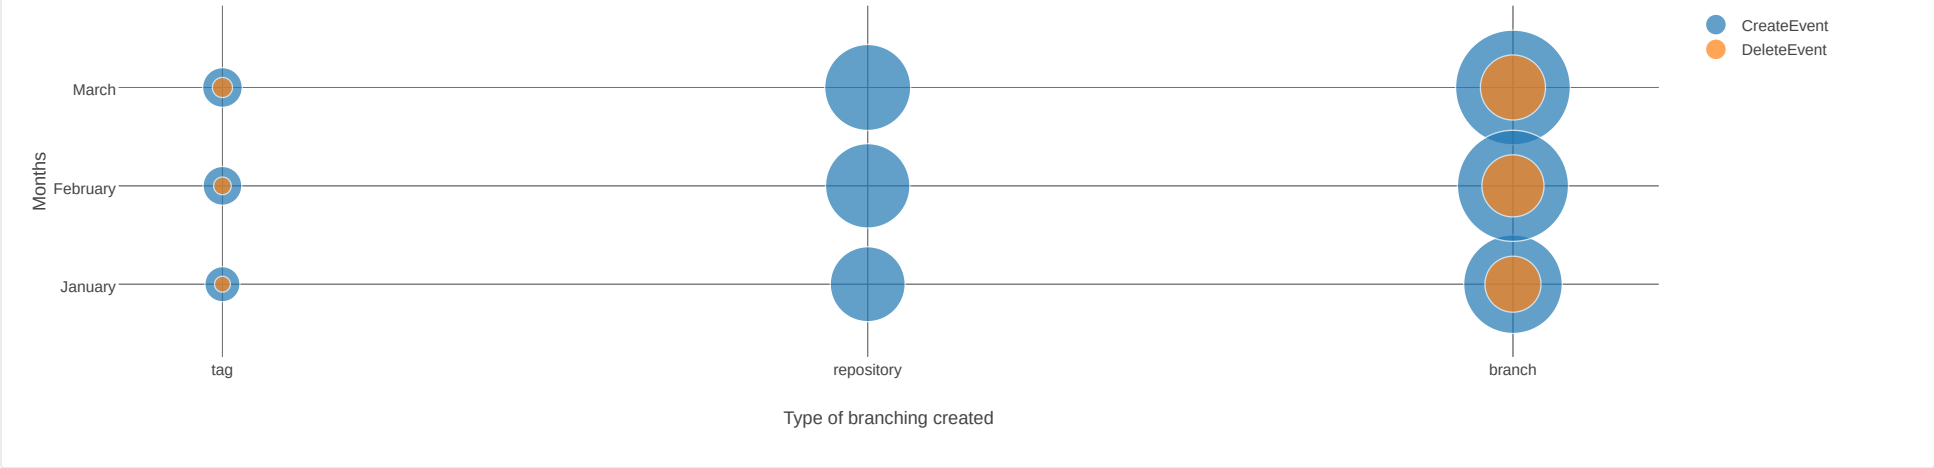 CreateEvent
DeleteEvent
March
February
January
Months
tag
repository
branch
Type of branching created